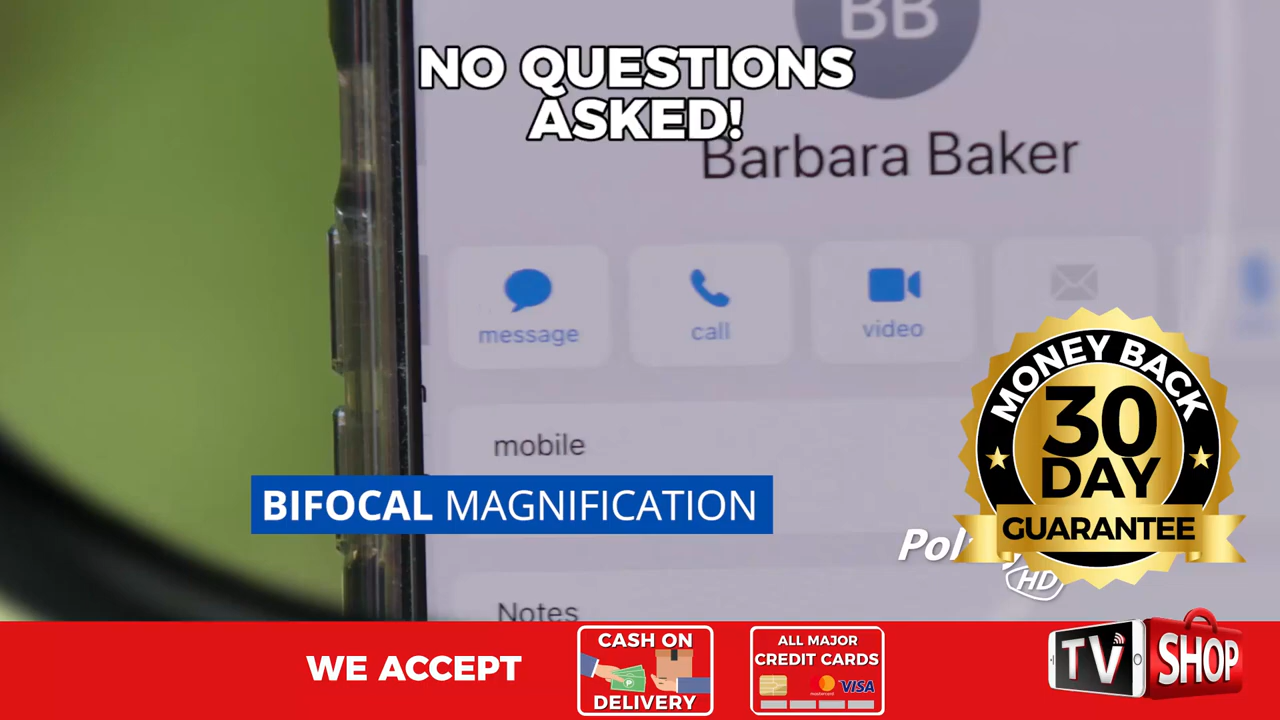 BB
NO QUESTIONS
ASKED!
Barbara Baker
message
call
video
mobile
BIFOCAL MAGNIFICATION
MONEY BACK
30
DAY
GUARANTEE
HD
Notes
WE ACCEPT
CASH ON
DELIVERY
ALL MAJOR
CREDIT CARDS
mastercard
VISA
TV SHOP